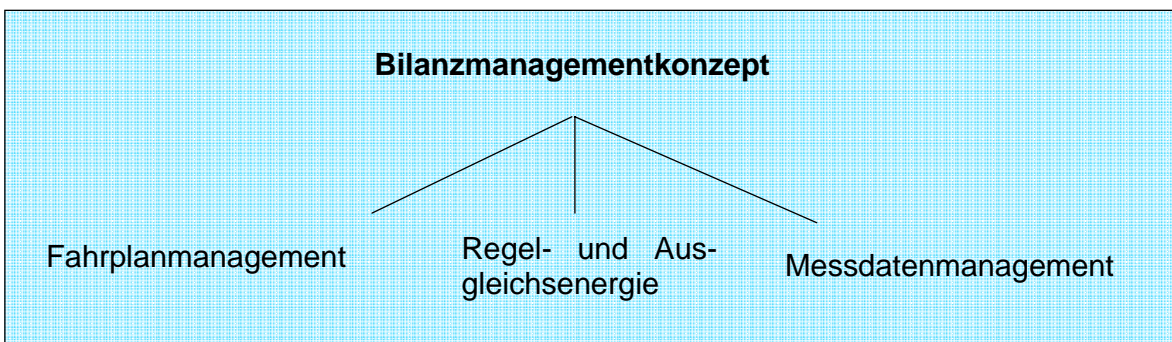 Bilanzmanagementkonzept
Fahrplanmanagement
Regel- und Aus-
gleichsenergie
Messdatenmanagement